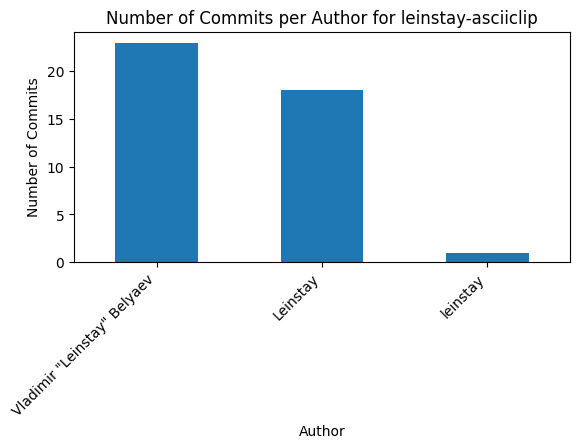 Number of Commits per Author for leinstay-asciiclip
Number of Commits
20
15
10
5
0
Vladimir "Leinstay" Belyaev
Leinstay
leinstay
Author